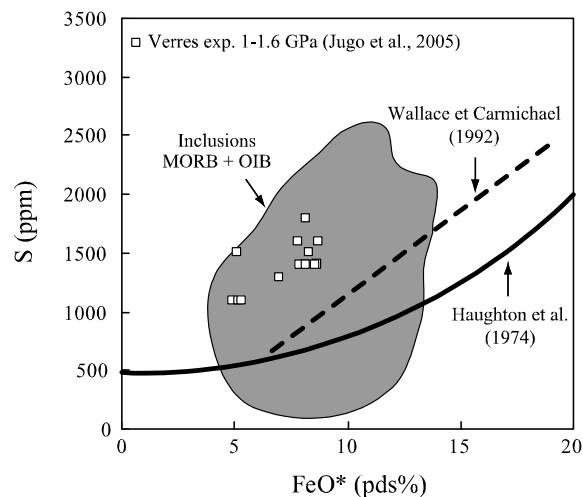 3500
3000
2500
2000
1500
1000
500
0
S (ppm)
Verres exp. 1-1.6 GPa (Jugo et al., 2005)
Wallace et Carmichael
(1992)
Inclusions
MORB + OIB
Haughton et al.
(1974)
0 5 10 15 20
FeO* (pds%)